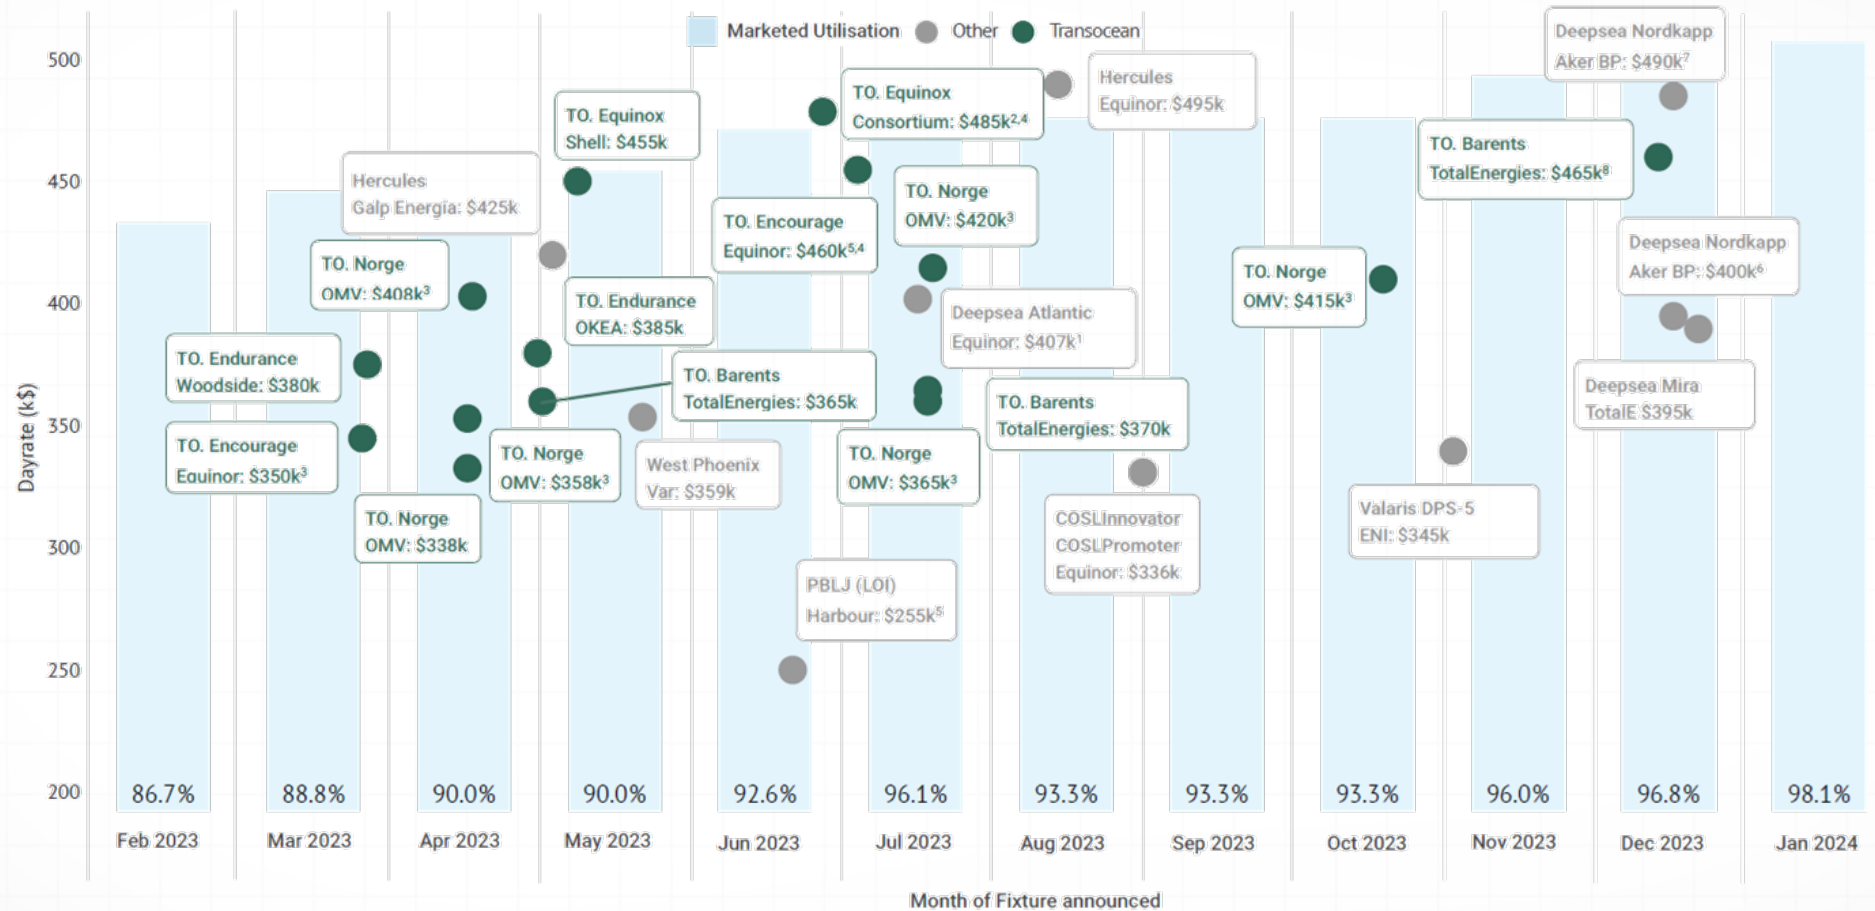 Marketed Utilisation Other Transocean
500
450
400
350
300
250
200
Dayrate (k$)
TO. Endurance
Woodside: $380k
TO. Encourage
Equinor: $350k³
TO. Norge
OMV: $408k³
Hercules
Galp Energia: $425k
TO. Norge
OMV: $338k
TO. Norge
OMV: $358k³
TO. Equinox
Shell: $455k
TO. Endurance
OKEA: $385k
TO. Barents
TotalEnergies: $365k
West Phoenix
Var: $359k
TO. Encourage
Equinor: $460k⁵,⁴
PBLJ (LOI)
Harbour: $255k⁵
TO. Equinox
Consortium: $485k²,⁴
TO. Norge
OMV: $420k³
Deepsea Atlantic
Equinor: $407k¹
TO. Norge
OMV: $365k³
TO. Barents
TotalEnergies: $370k
Hercules
Equinor: $495k
COSLInnovator
COSLPromoter
Equinor: $336k
TO. Norge
OMV: $415k³
Valaris DPS-5
ENI: $345k
Deepsea Nordkapp
Aker BP: $490k⁷
TO. Barents
TotalEnergies: $465k⁸
Deepsea Nordkapp
Aker BP: $400k⁶
Deepsea Mira
TotalE $395k
86.7% 88.8% 90.0% 90.0% 92.6% 96.1% 93.3% 93.3% 93.3% 96.0% 96.8% 98.1%
Feb 2023 Mar 2023 Apr 2023 May 2023 Jun 2023 Jul 2023 Aug 2023 Sep 2023 Oct 2023 Nov 2023 Dec 2023 Jan 2024
Month of Fixture announced